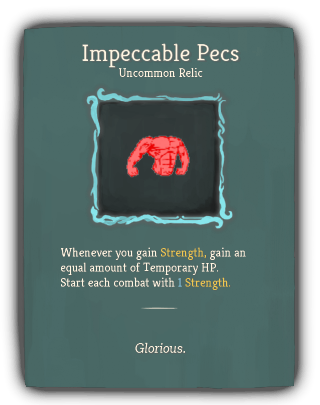 Impeccable Pecs
Uncommon Relic
Whenever you gain Strength, gain an
equal amount of Temporary HP.
Start each combat with 1 Strength.
Glorious.